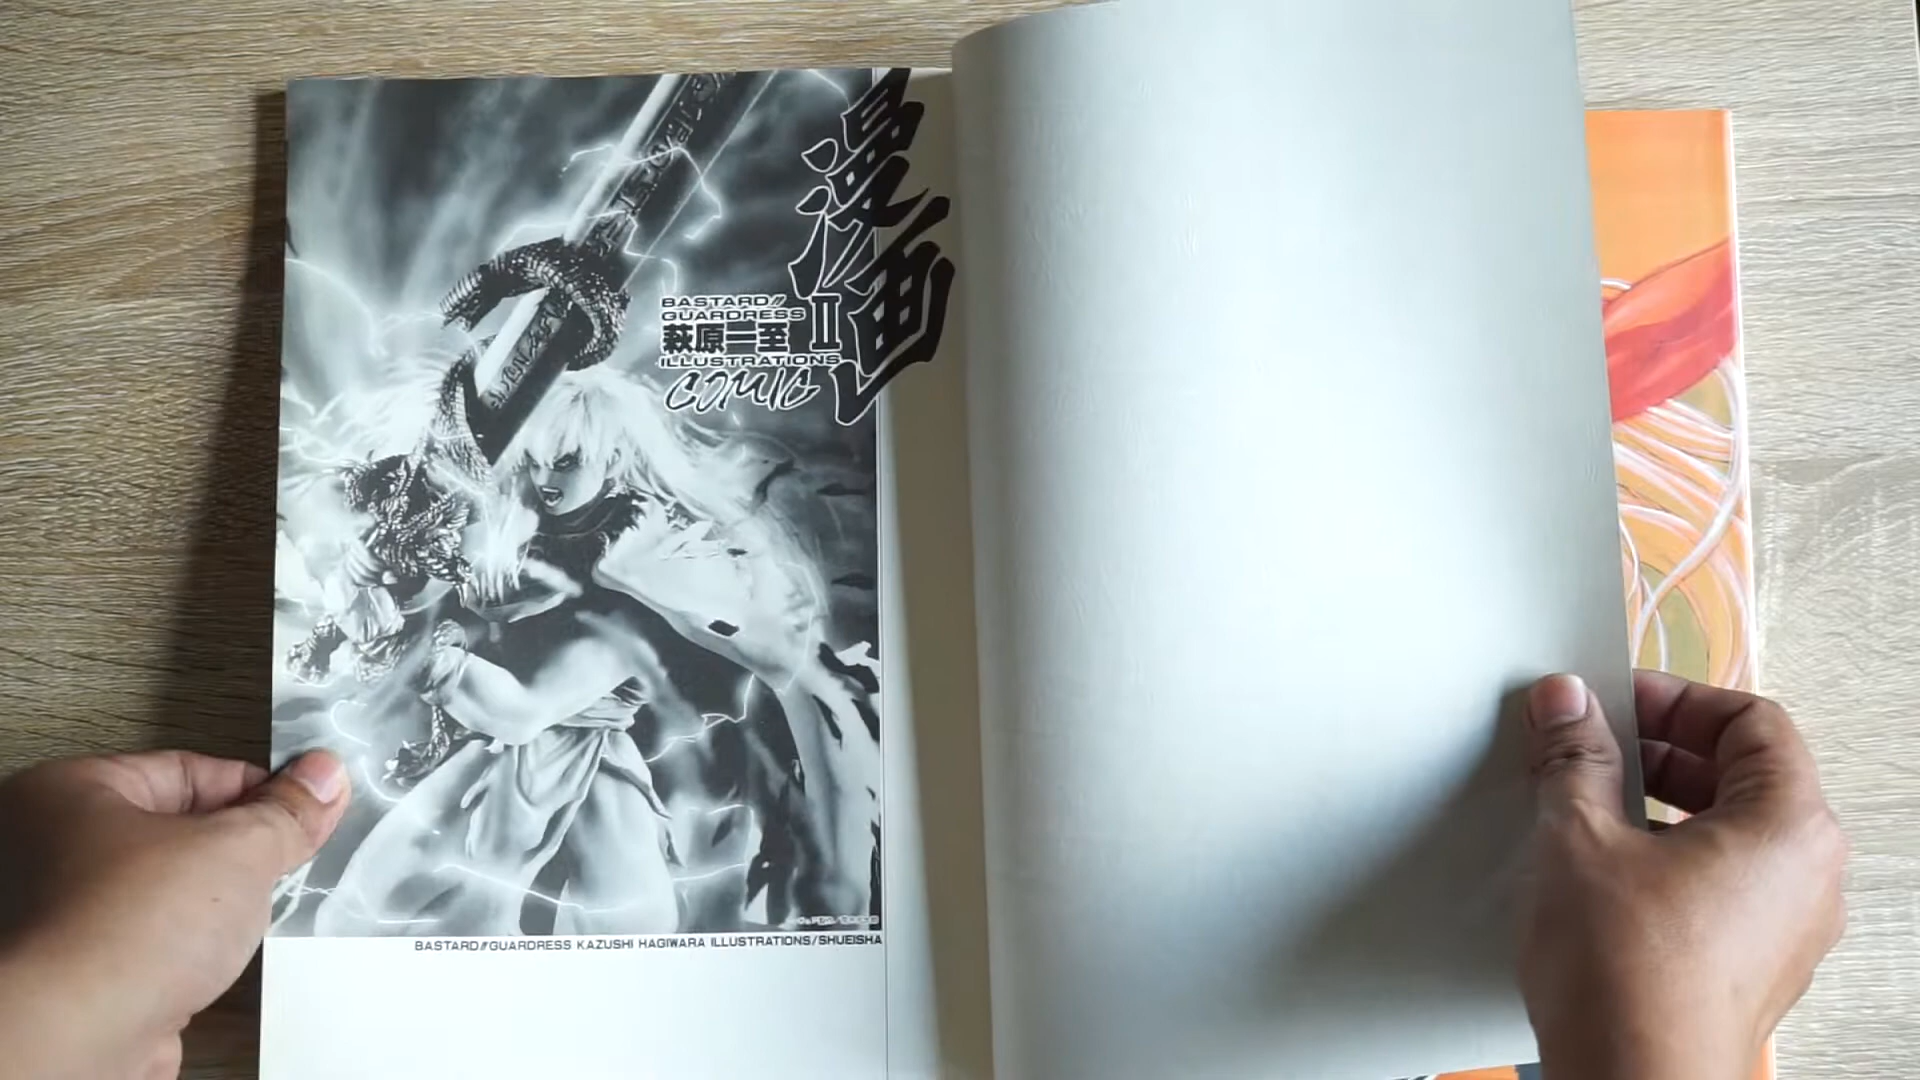 漫画
BASTARD//
GUARDRESS II
萩原一至
ILLUSTRATIONS
COMIC
BASTARD//GUARDRESS KAZUSHI HAGIWARA ILLUSTRATIONS/SHUEISHA